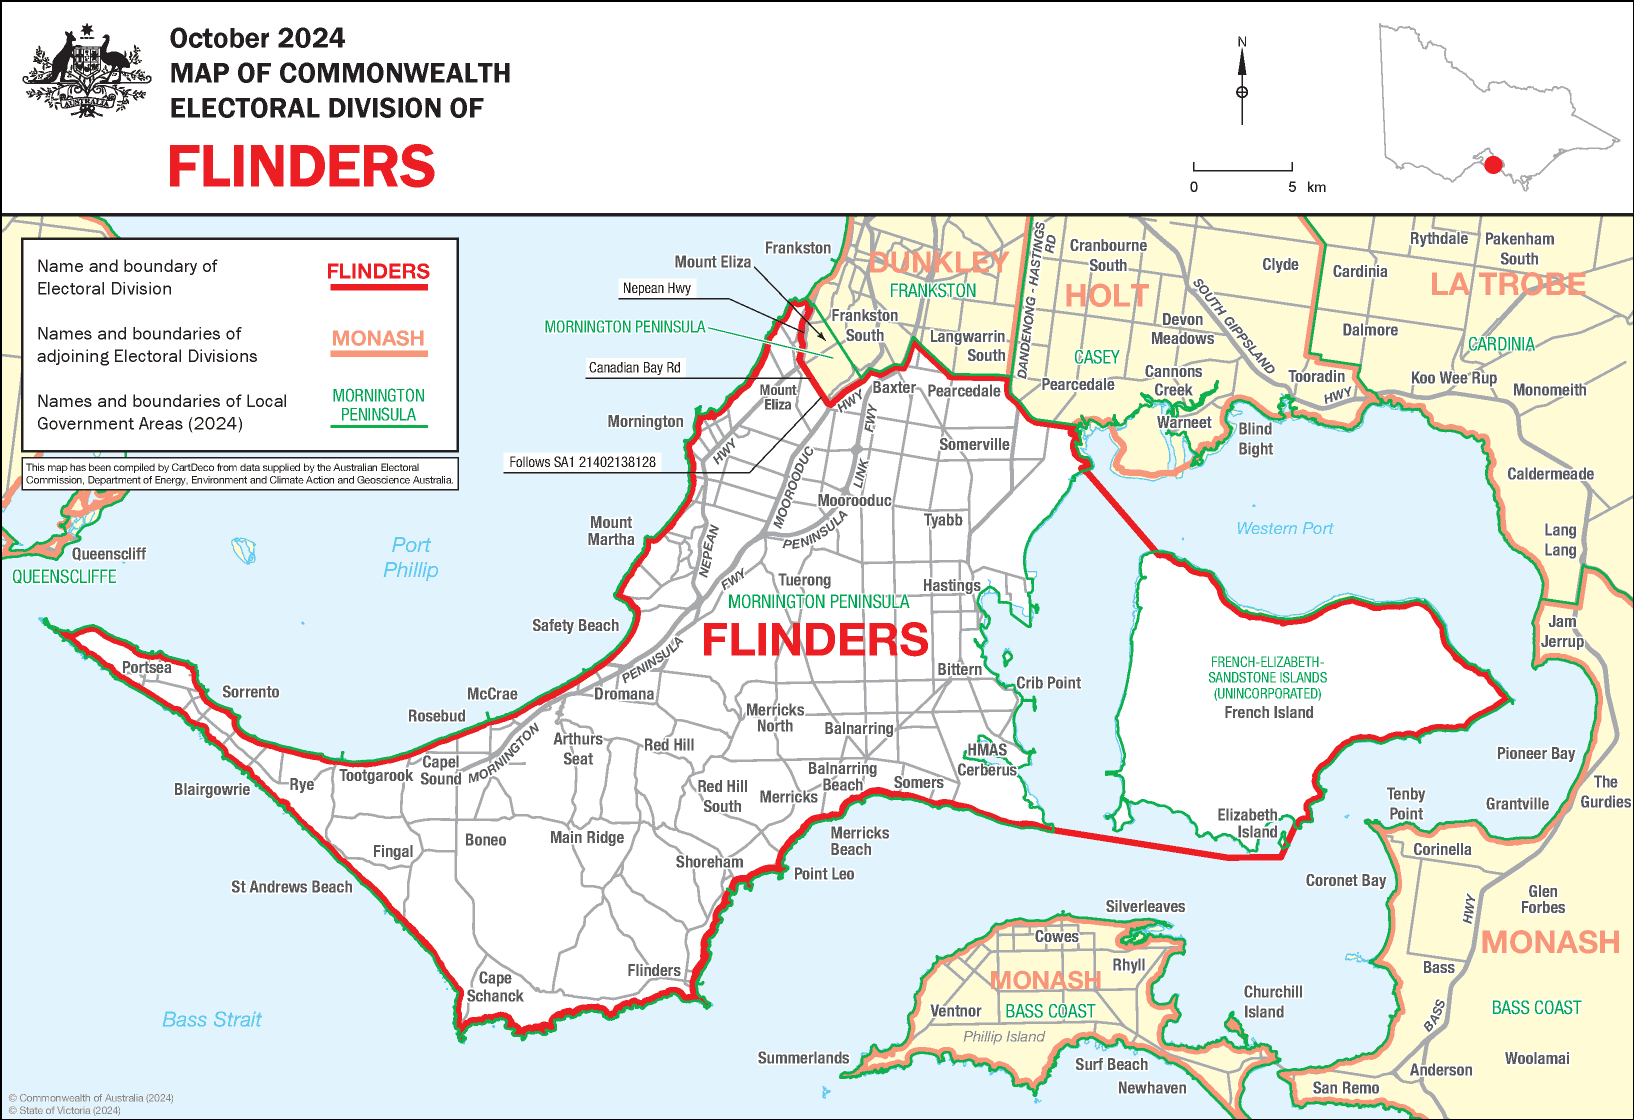 October 2024
MAP OF COMMONWEALTH
ELECTORAL DIVISION OF
FLINDERS
AUSTRALIA
N
0 5 km
Name and boundary of
Electoral Division
FLINDERS
Names and boundaries of
adjoining Electoral Divisions
MONASH
Names and boundaries of Local
Government Areas (2024)
MORNINGTON
PENINSULA
This map has been compiled by CartDeco from data supplied by the Australian Electoral
Commission, Department of Energy, Environment and Climate Action and Geoscience Australia.
Frankston
Mount Eliza
Nepean Hwy
MORNINGTON PENINSULA
Canadian Bay Rd
Mornington
Follows SA1 21402138128
DUNKLEY
FRANKSTON
Frankston
South
Langwarrin
South
DANDENONG - HASTINGS
RD
Cranbourne
South
HOLT
Devon
Meadows
CASEY
Cannons
Creek
Pearcedale
Warneet
SOUTH GIPPSLAND
HWY
Clyde
Tooradin
Blind
Bight
Rythdale
Pakenham
South
Cardinia
LA TROBE
Dalmore
CARDINIA
Koo Wee Rup
Monomeith
Caldermeade
Lang
Lang
Jam
Jerrup
Mount
Eliza
HWY
Baxter
Pearcedale
FWY
Somerville
HWY
MOOROODUC
LINK
Moorooduc
PENINSULA
Tyabb
Mount
Martha
NEPEAN
FWY
Tuerong
Hastings
MORNINGTON PENINSULA
FLINDERS
Western Port
Port
Phillip
Queenscliff
QUEENSCLIFFE
Safety Beach
PENINSULA
Bittern
Crib Point
FRENCH-ELIZABETH-
SANDSTONE ISLANDS
(UNINCORPORATED)
French Island
Portsea
Sorrento
McCrae
Dromana
Rosebud
Merricks
North
Balnarring
MORNINGTON
Arthurs
Seat
Red Hill
HMAS
Cerberus
Blairgowrie
Rye
Tootgarook
Capel
Sound
Balnarring
Beach
Somers
Red Hill
South
Merricks
Boneo
Main Ridge
Merricks
Beach
Fingal
Shoreham
Point Leo
St Andrews Beach
Elizabeth
Island
Pioneer Bay
The
Gurdies
Tenby
Point
Grantville
Corinella
Coronet Bay
Glen
Forbes
HWY
MONASH
Bass
BASS
BASS COAST
Silverleaves
Cowes
Rhyll
MONASH
BASS COAST
Ventnor
Phillip Island
Churchill
Island
Cape
Schanck
Flinders
Bass Strait
Summerlands
Surf Beach
Newhaven
San Remo
Anderson
Woolamai
© Commonwealth of Australia (2024)
© State of Victoria (2024)